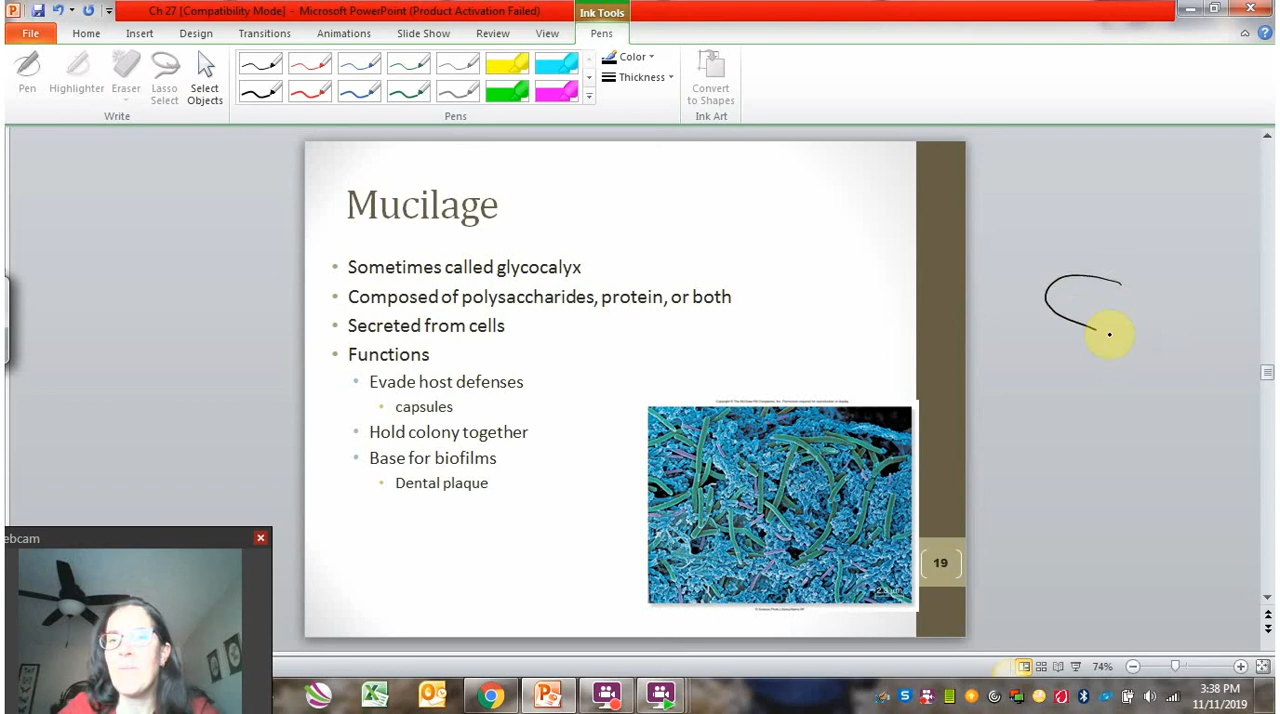 Ch 27 [Compatibility Mode] - Microsoft PowerPoint (Product Activation Failed)
Ink Tools
File Home Insert Design Transitions Animations Slide Show Review View Pens
Pen
Highlighter
Eraser
Lasso Select
Select Objects
Write
Pens
Color
Thickness
Convert to Shapes
Ink Art
Mucilage
• Sometimes called glycocalyx
• Composed of polysaccharides, protein, or both
• Secreted from cells
• Functions
• Evade host defenses
• capsules
• Hold colony together
• Base for biofilms
• Dental plaque
19
ebcam
74%
3:38 PM
11/11/2019